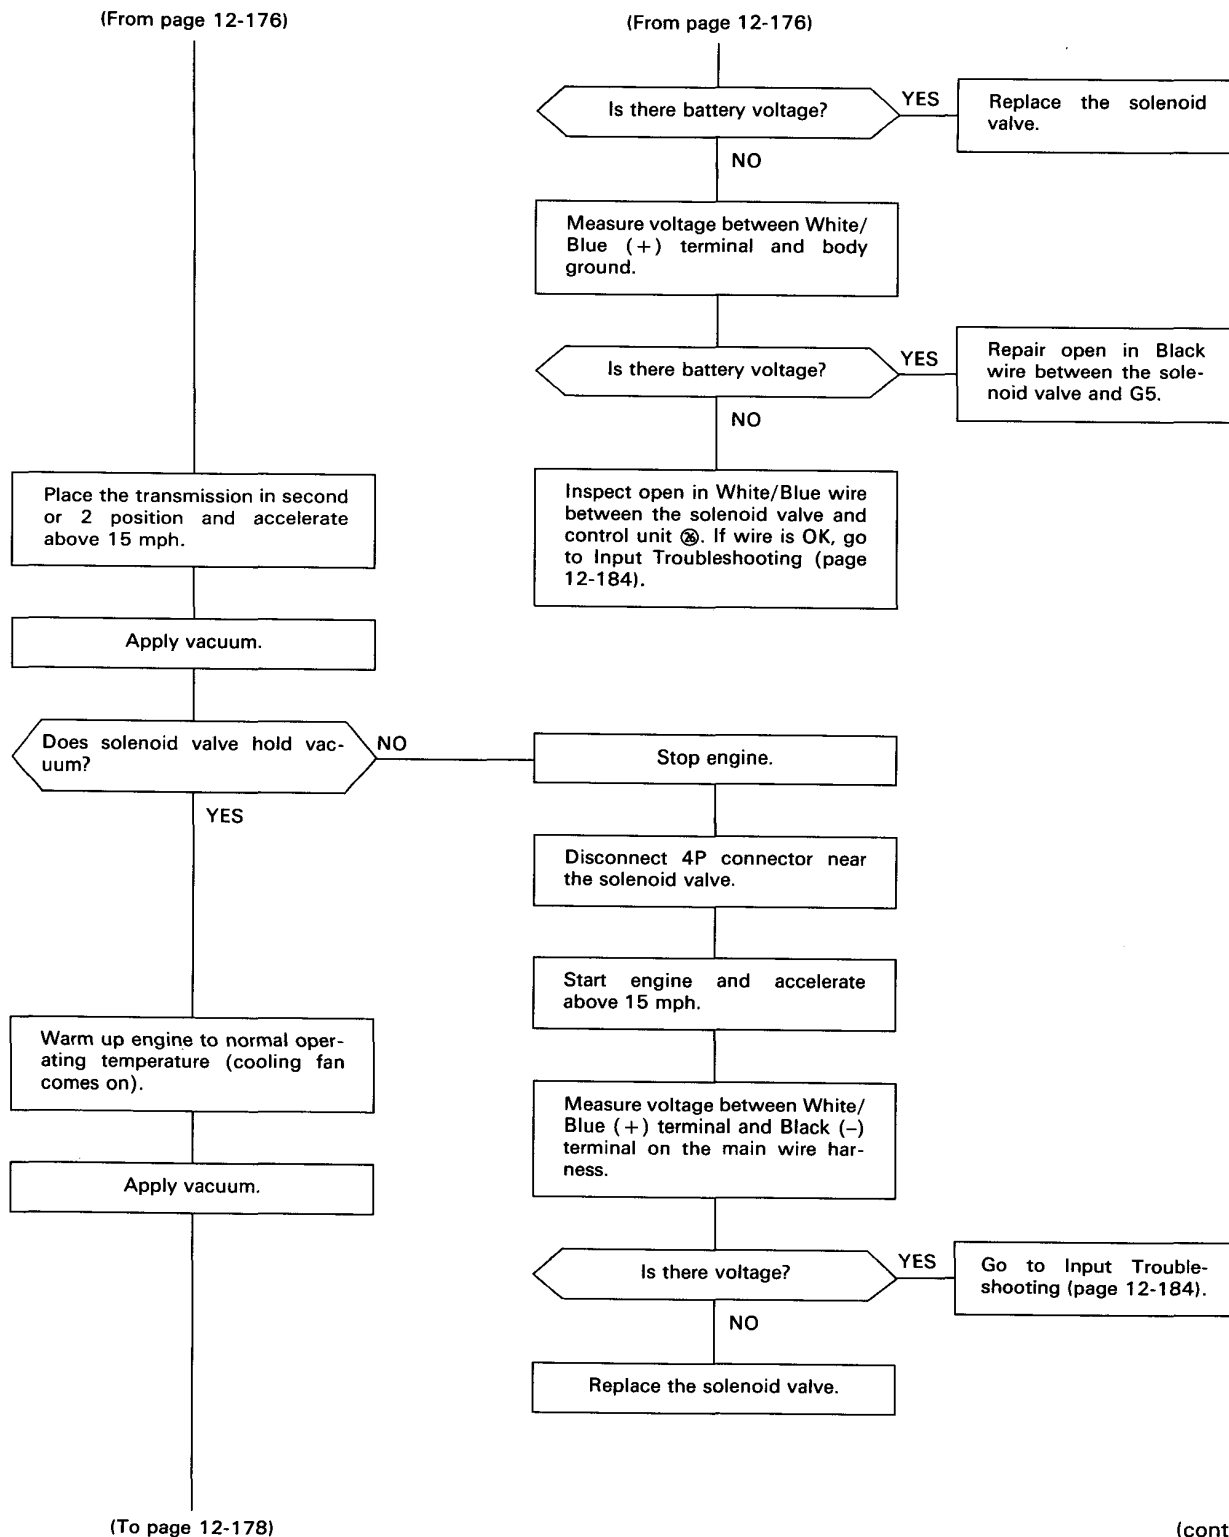 (From page 12-176)
(From page 12-176)
Is there battery voltage?
YES
Replace the solenoid
valve.
NO
Measure voltage between White/
Blue (+) terminal and body
ground.
Is there battery voltage?
YES
Repair open in Black
wire between the sole-
noid valve and G5.
NO
Inspect open in White/Blue wire
between the solenoid valve and
control unit ㉖. If wire is OK, go
to Input Troubleshooting (page
12-184).
Place the transmission in second
or 2 position and accelerate
above 15 mph.
Apply vacuum.
Does solenoid valve hold vac-
uum?
NO
YES
Stop engine.
Disconnect 4P connector near
the solenoid valve.
Start engine and accelerate
above 15 mph.
Measure voltage between White/
Blue (+) terminal and Black (–)
terminal on the main wire har-
ness.
Is there voltage?
YES
Go to Input Trouble-
shooting (page 12-184).
NO
Replace the solenoid valve.
Warm up engine to normal oper-
ating temperature (cooling fan
comes on).
Apply vacuum.
(To page 12-178)
(cont